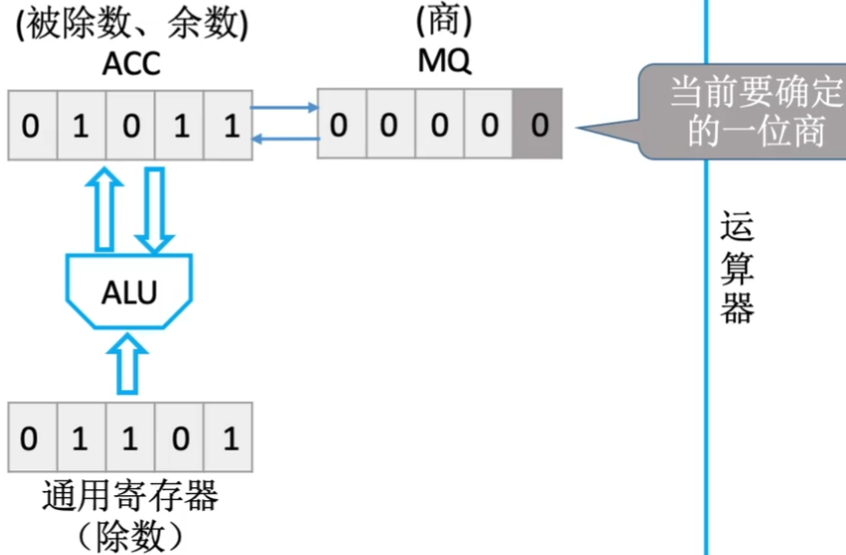 (被除数、余数)
ACC
(商)
MQ
0 1 0 1 1
0 0 0 0 0
当前要确定
的一位商
ALU
运
算
器
0 1 1 0 1
通用寄存器
（除数）